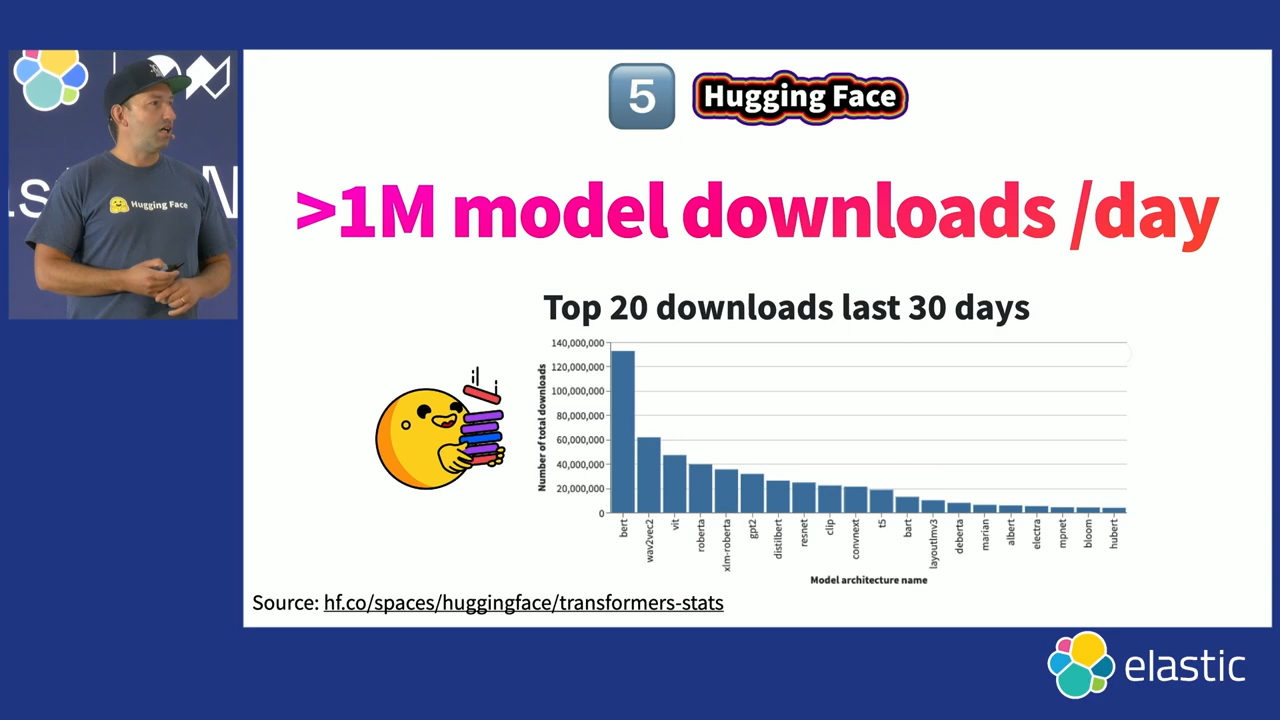 5 Hugging Face
>1M model downloads /day
Top 20 downloads last 30 days
Number of total downloads
140,000,000
120,000,000
100,000,000
80,000,000
60,000,000
40,000,000
20,000,000
0
bert
wav2vec2
vit
roberta
xlm-roberta
gpt2
distilbert
resnet
clip
convnext
t5
bart
layoutlmv3
deberta
marian
albert
electra
mpnet
bloom
hubert
Model architecture name
Source: hf.co/spaces/huggingface/transformers-stats
Hugging Face
elastic